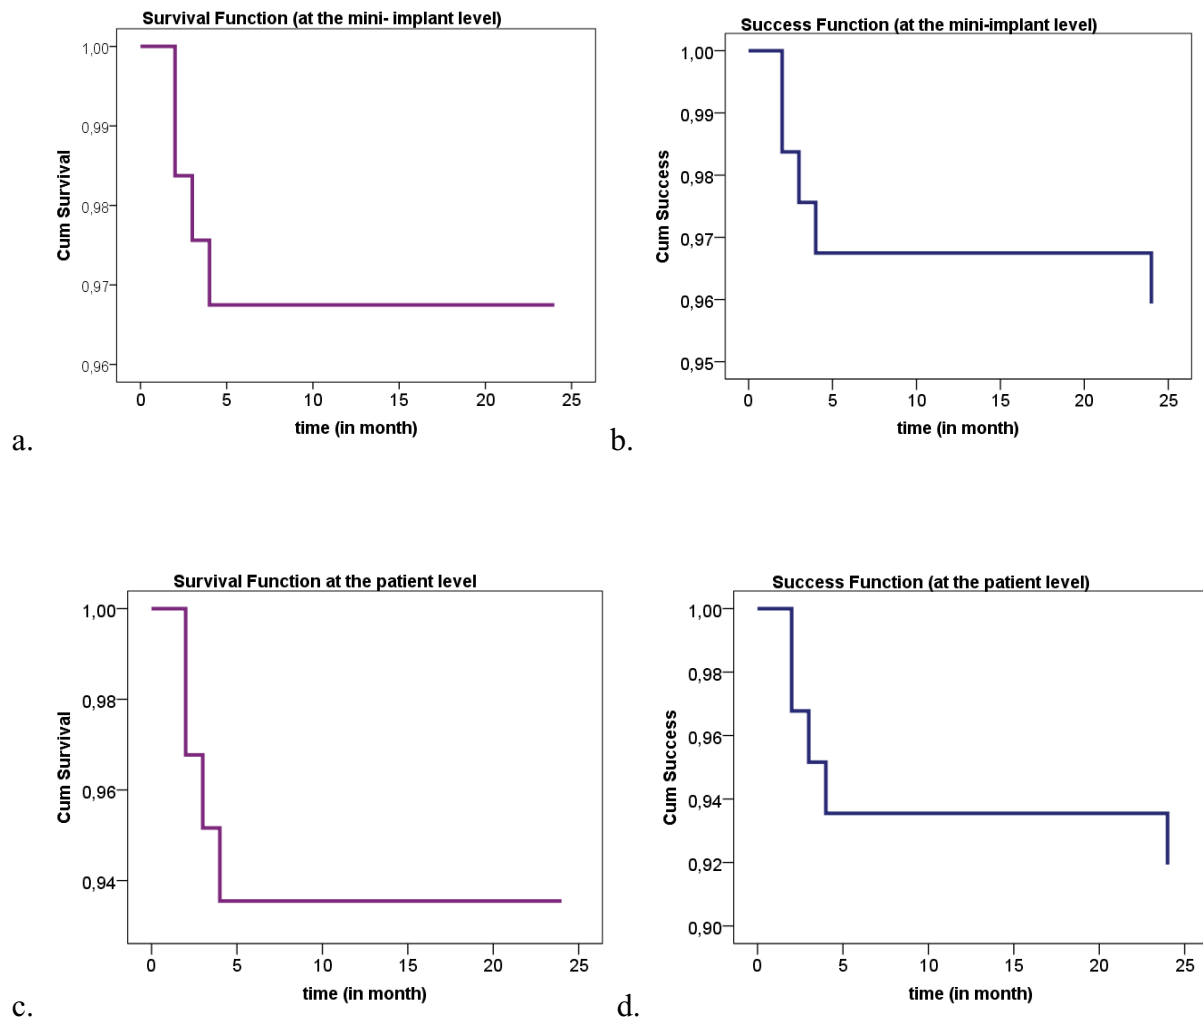 Survival Function (at the mini- implant level)
1,00
0,99
0,98
0,97
0,96
Cum Survival
0 5 10 15 20 25
time (in month)
a.
Success Function (at the mini-implant level)
1,00
0,99
0,98
0,97
0,96
0,95
Cum Success
0 5 10 15 20 25
time (in month)
b.
Survival Function at the patient level
1,00
0,98
0,96
0,94
Cum Survival
0 5 10 15 20 25
time (in month)
c.
Success Function (at the patient level)
1,00
0,98
0,96
0,94
0,92
0,90
Cum Success
0 5 10 15 20 25
time (in month)
d.